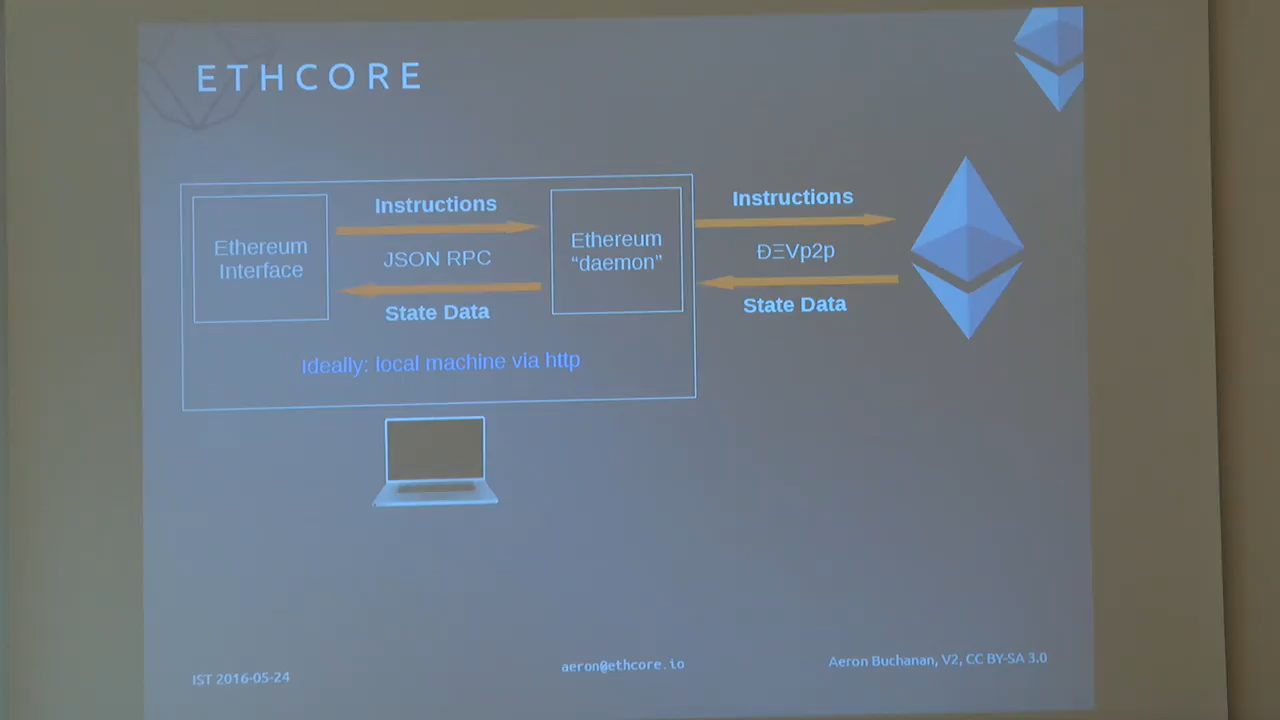 ETHCORE
Instructions
Instructions
Ethereum
Interface
JSON RPC
Ethereum
“daemon”
ÐΞVp2p
State Data
State Data
Ideally: local machine via http
IST 2016-05-24
aeron@ethcore.io
Aeron Buchanan, V2, CC BY-SA 3.0